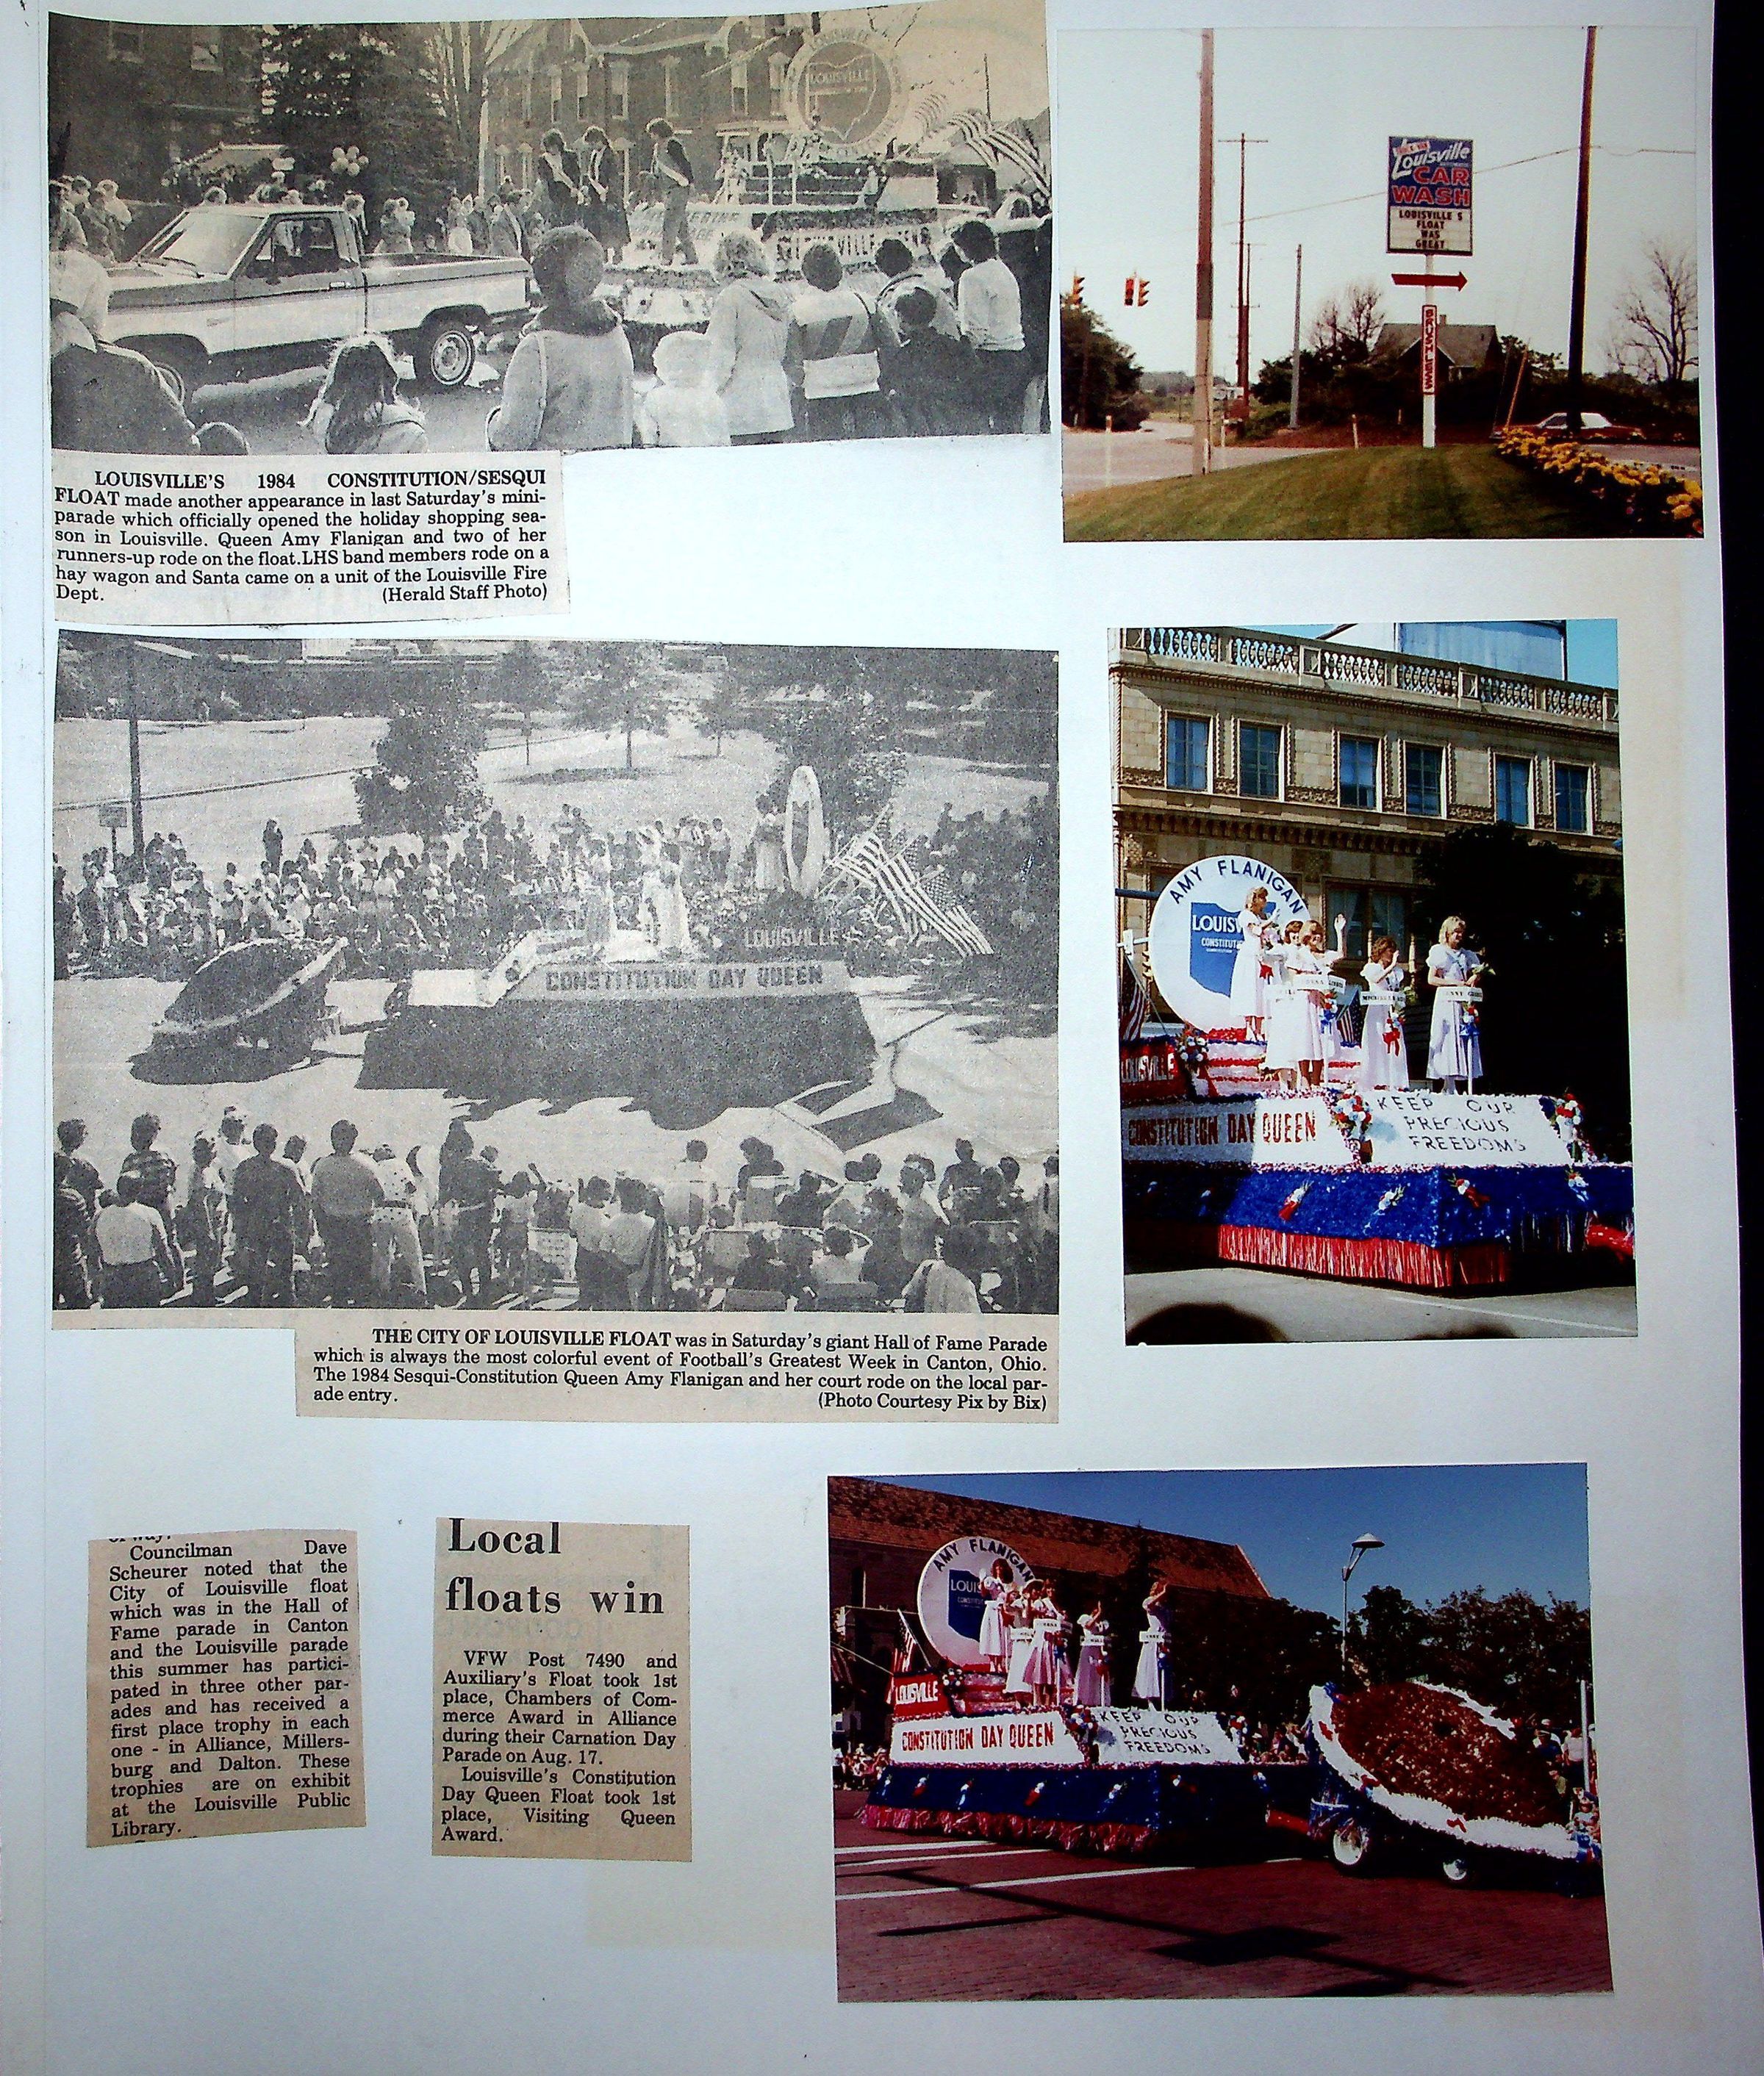 LOUISVILLE
LOUISVILLE'S 1984 CONSTITUTION/SESQUI
FLOAT made another appearance in last Saturday's mini-
parade which officially opened the holiday shopping sea-
son in Louisville. Queen Amy Flanigan and two of her
runners-up rode on the float.LHS band members rode on a
hay wagon and Santa came on a unit of the Louisville Fire
Dept. (Herald Staff Photo)
Louisville
CAR
WASH
LOUISVILLE S
FLOAT
WAS
GREAT
BRUSHLESS
LOUISVILLE
CONSTITUTION DAY QUEEN
THE CITY OF LOUISVILLE FLOAT was in Saturday's giant Hall of Fame Parade
which is always the most colorful event of Football's Greatest Week in Canton, Ohio.
The 1984 Sesqui-Constitution Queen Amy Flanigan and her court rode on the local par-
ade entry. (Photo Courtesy Pix by Bix)
AMY FLANIGAN
LOUISV
CONSTITUT
LOUISVILLE
CONSTITUTION DAY QUEEN
KEEP OUR
PRECIOUS
FREEDOMS
Councilman Dave
Scheurer noted that the
City of Louisville float
which was in the Hall of
Fame parade in Canton
and the Louisville parade
this summer has partici-
pated in three other par-
ades and has received a
first place trophy in each
one - in Alliance, Millers-
burg and Dalton. These
trophies are on exhibit
at the Louisville Public
Library.
Local
floats win
VFW Post 7490 and
Auxiliary's Float took 1st
place, Chambers of Com-
merce Award in Alliance
during their Carnation Day
Parade on Aug. 17.
Louisville's Constitution
Day Queen Float took 1st
place, Visiting Queen
Award.
AMY FLANIGAN
LOUI
LOUISVILLE
CONSTITUTION DAY QUEEN
KEEP OUR
PRECIOUS
FREEDOMS